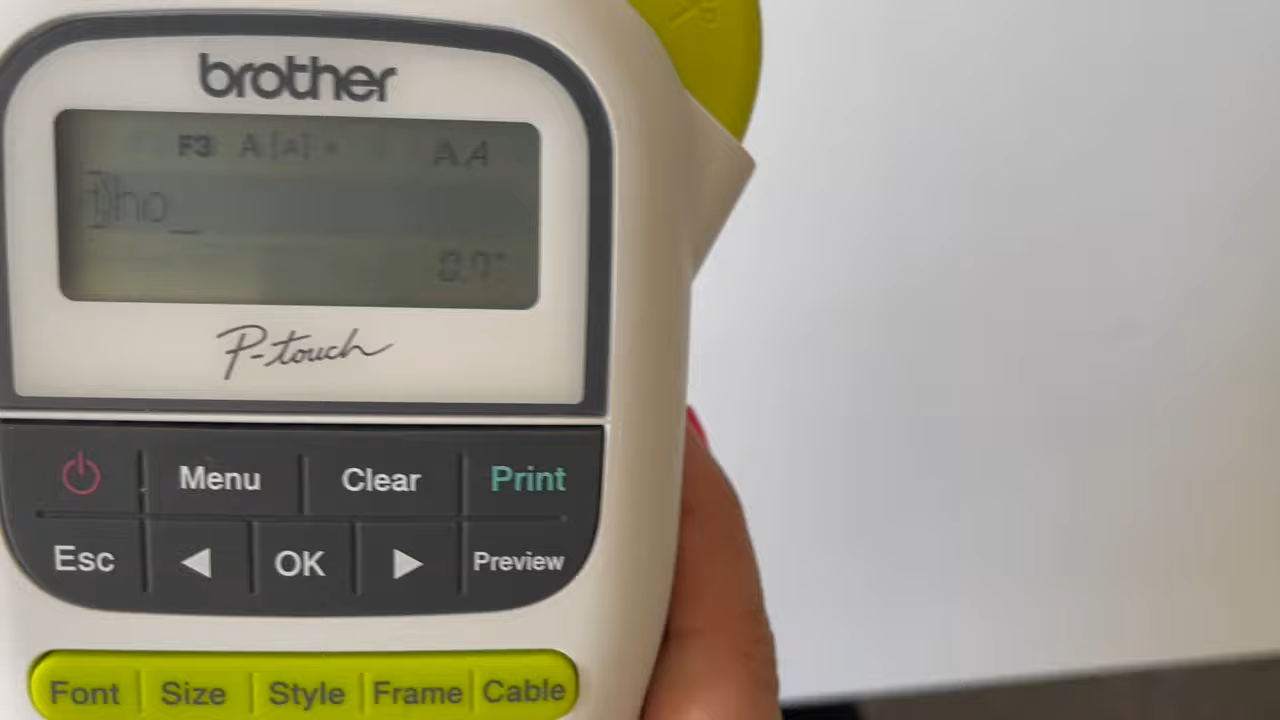 brother
F3 A A A.A
ho_
P-touch
Menu Clear Print
Esc ◀ OK ▶ Preview
Font Size Style Frame Cable